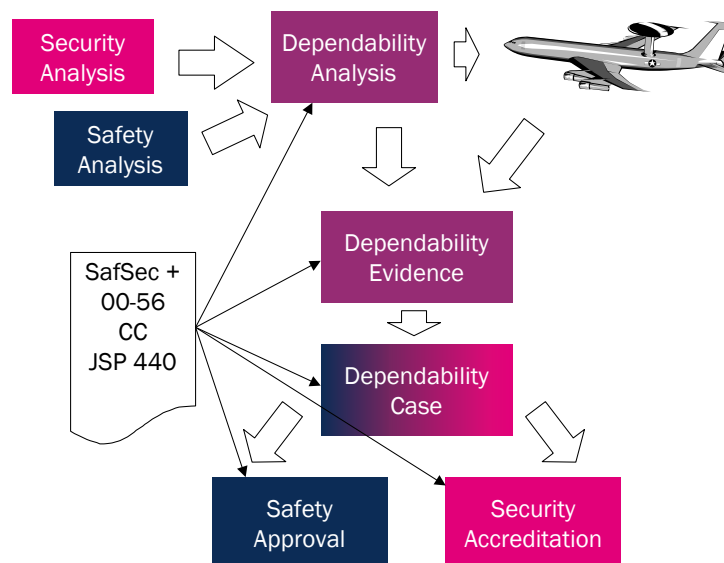 Security
Analysis
Dependability
Analysis
Safety
Analysis
SafSec +
00-56
CC
JSP 440
Dependability
Evidence
Dependability
Case
Safety
Approval
Security
Accreditation